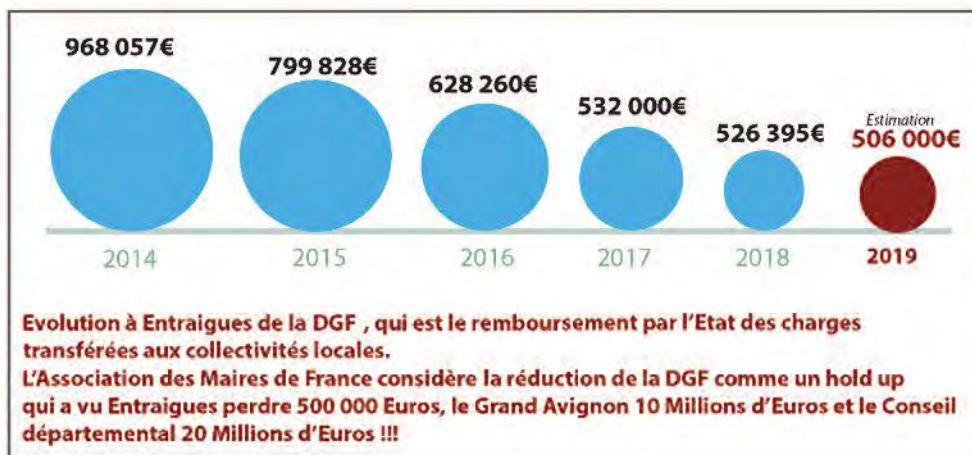 968 057€
799 828€
628 260€
532 000€
526 395€
Estimation
506 000€
2014
2015
2016
2017
2018
2019
Evolution à Entraigues de la DGF , qui est le remboursement par l'Etat des charges
transférées aux collectivités locales.
L'Association des Maires de France considère la réduction de la DGF comme un hold up
qui a vu Entraigues perdre 500 000 Euros, le Grand Avignon 10 Millions d'Euros et le Conseil
départemental 20 Millions d'Euros !!!